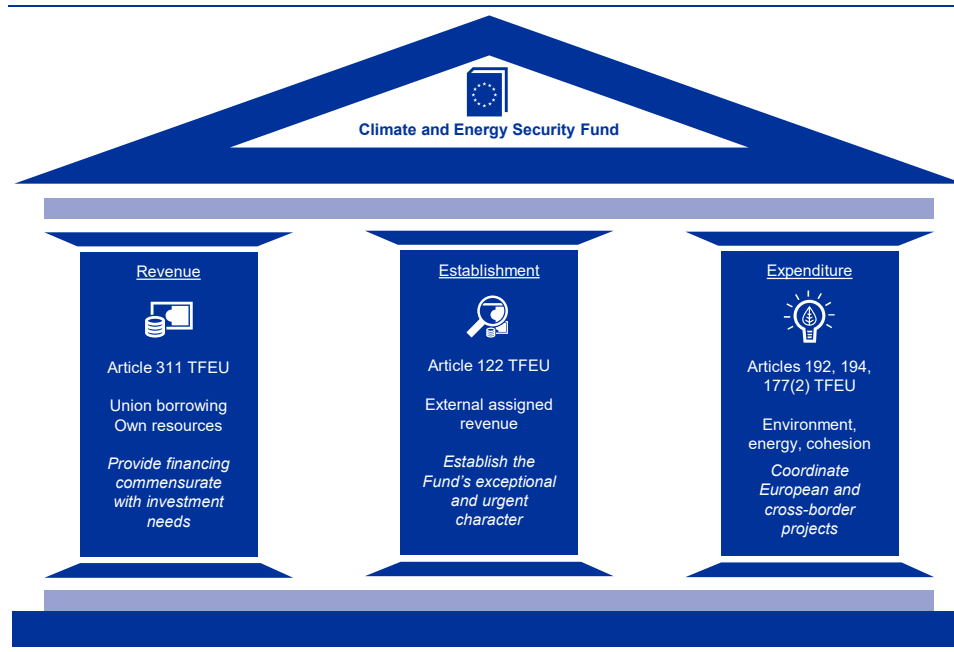 Climate and Energy Security Fund
Revenue
Article 311 TFEU
Union borrowing
Own resources
Provide financing
commensurate
with investment
needs
Establishment
Article 122 TFEU
External assigned
revenue
Establish the
Fund’s exceptional
and urgent
character
Expenditure
Articles 192, 194,
177(2) TFEU
Environment,
energy, cohesion
Coordinate
European and
cross-border
projects